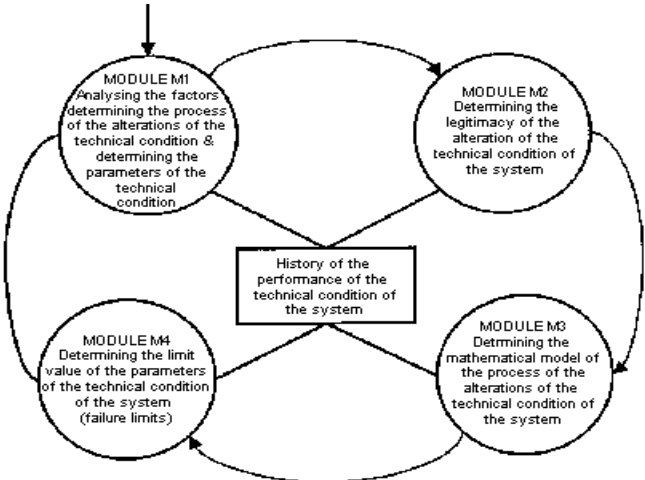 MODULE M1
Analysing the factors
determining the process
of the alterations of the
technical condition &
determining the
parameters of the
technical
condition
MODULE M2
Determining the
legitimacy of the
alteration of the
technical condition of
the system
History of the
performance of the
technical condition of
the system
MODULE M4
Determining the limit
value of the parameters
of the technical condition
of the system
(failure limits)
MODULE M3
Detrmining the
mathematical model of
the process of the
alterations of the
technical condition of
the system